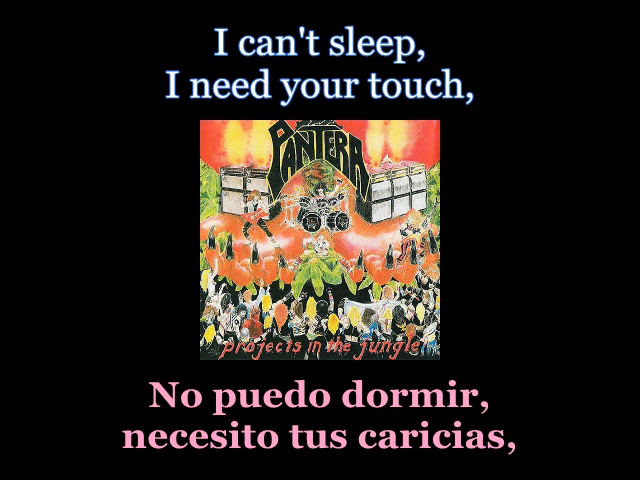 I can't sleep,
I need your touch,
PANTERA
projects in the jungle
No puedo dormir,
necesito tus caricias,